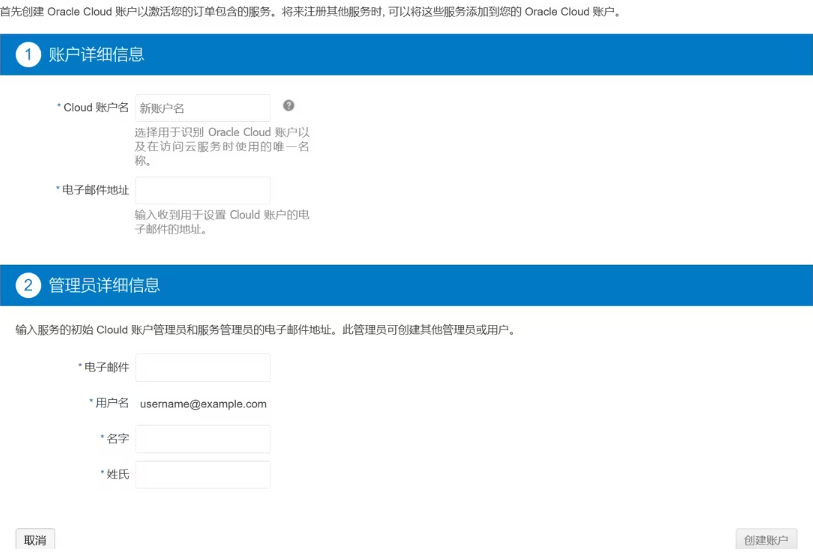 首先创建 Oracle Cloud 账户以激活您的订单包含的服务。将来注册其他服务时, 可以将这些服务添加到您的 Oracle Cloud 账户。
1 账户详细信息
* Cloud 账户名 新账户名 ?
选择用于识别 Oracle Cloud 账户以
及在访问云服务时使用的唯一名
称。
* 电子邮件地址
输入收到用于设置 Clould 账户的电
子邮件的地址。
2 管理员详细信息
输入服务的初始 Clould 账户管理员和服务管理员的电子邮件地址。此管理员可创建其他管理员或用户。
* 电子邮件
* 用户名 username@example.com
* 名字
* 姓氏
取消 创建账户